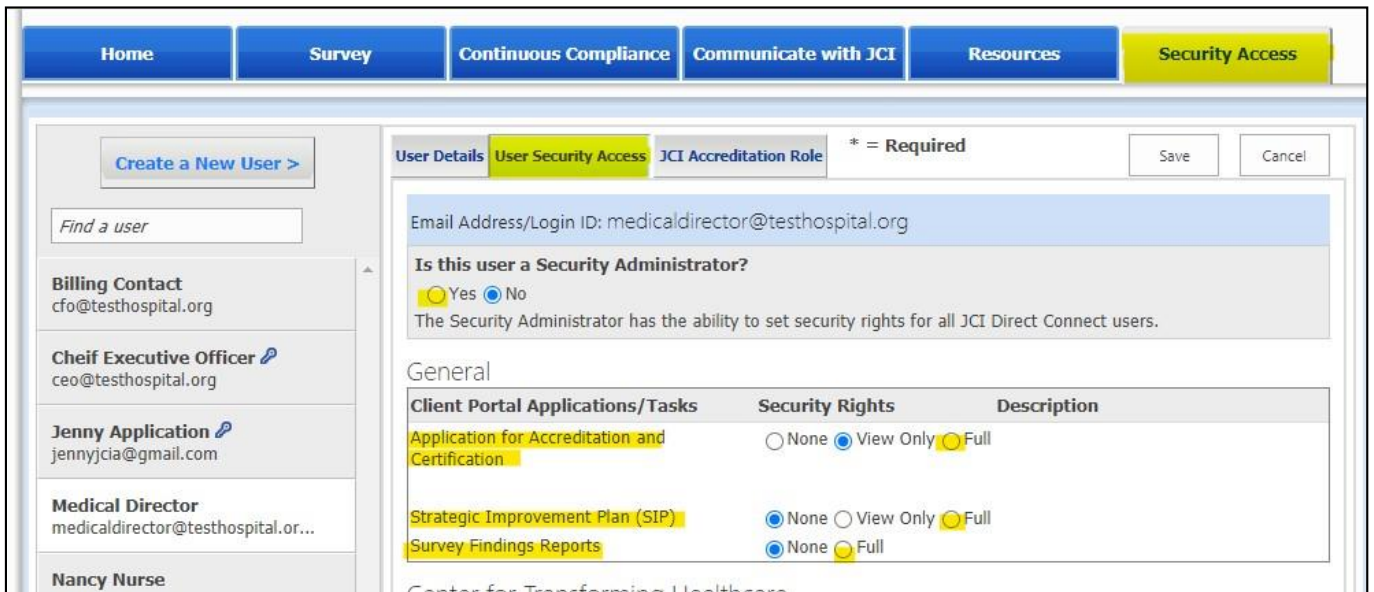 Home Survey Continuous Compliance Communicate with JCI Resources Security Access
Create a New User >
Find a user
Billing Contact
cfo@testhospital.org
Cheif Executive Officer
ceo@testhospital.org
Jenny Application
jennyjcia@gmail.com
Medical Director
medicaldirector@testhospital.or...
Nancy Nurse
User Details User Security Access JCI Accreditation Role * = Required Save Cancel
Email Address/Login ID: medicaldirector@testhospital.org
Is this user a Security Administrator?
Yes No
The Security Administrator has the ability to set security rights for all JCI Direct Connect users.
General
Client Portal Applications/Tasks Security Rights Description
Application for Accreditation and None View Only Full
Certification
Strategic Improvement Plan (SIP) None View Only Full
Survey Findings Reports None Full
Center for Transforming Healthcare